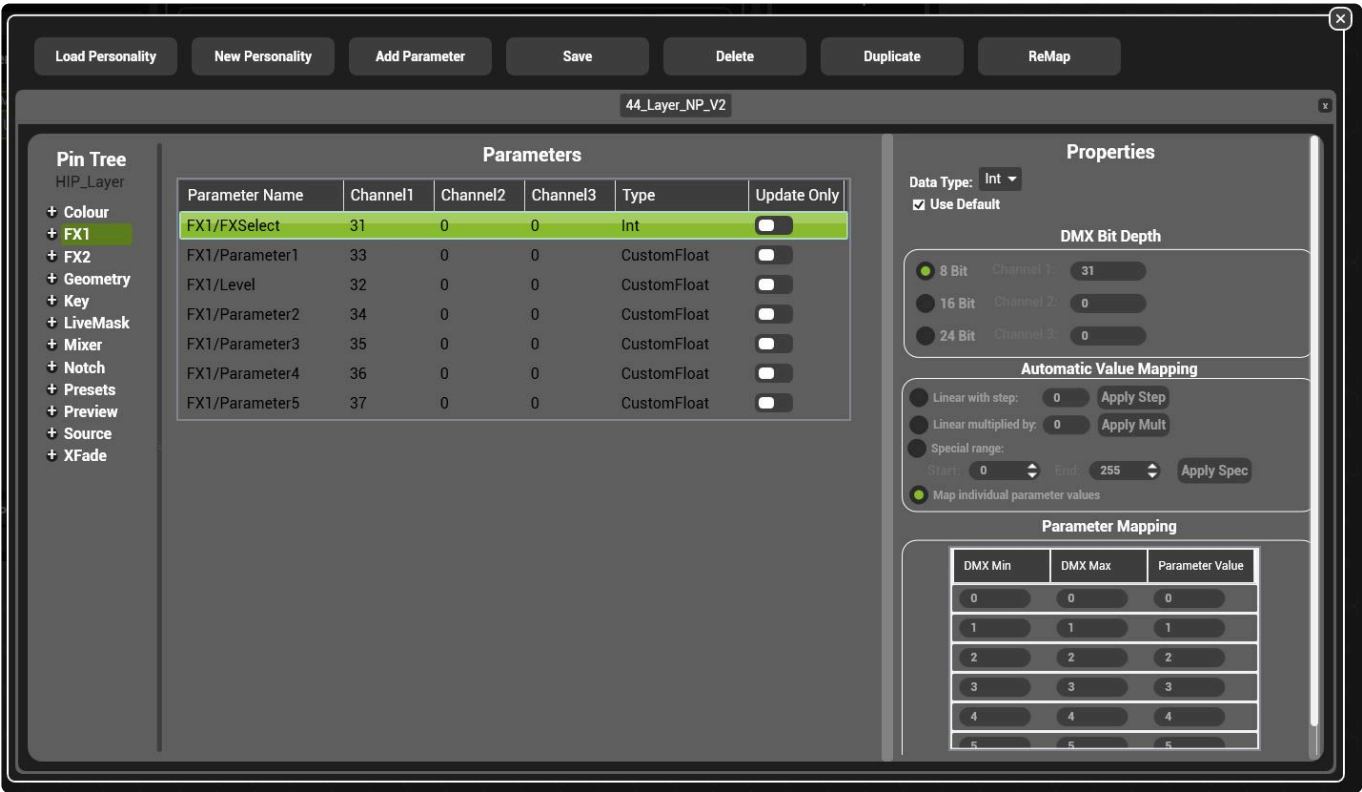 Load Personality New Personality Add Parameter Save Delete Duplicate ReMap
44_Layer_NP_V2
x
Pin Tree
HIP_Layer
+ Colour
+ FX1
+ FX2
+ Geometry
+ Key
+ LiveMask
+ Mixer
+ Notch
+ Presets
+ Preview
+ Source
+ XFade
Parameters
Parameter Name Channel1 Channel2 Channel3 Type Update Only
FX1/FXSelect 31 0 0 Int
FX1/Parameter1 33 0 0 CustomFloat
FX1/Level 32 0 0 CustomFloat
FX1/Parameter2 34 0 0 CustomFloat
FX1/Parameter3 35 0 0 CustomFloat
FX1/Parameter4 36 0 0 CustomFloat
FX1/Parameter5 37 0 0 CustomFloat
Properties
Data Type: Int
Use Default
DMX Bit Depth
8 Bit Channel 1: 31
16 Bit Channel 2: 0
24 Bit Channel 3: 0
Automatic Value Mapping
Linear with step: 0 Apply Step
Linear multiplied by: 0 Apply Mult
Special range:
Start: 0 End: 255 Apply Spec
Map individual parameter values
Parameter Mapping
DMX Min DMX Max Parameter Value
0 0 0
1 1 1
2 2 2
3 3 3
4 4 4
5 5 5